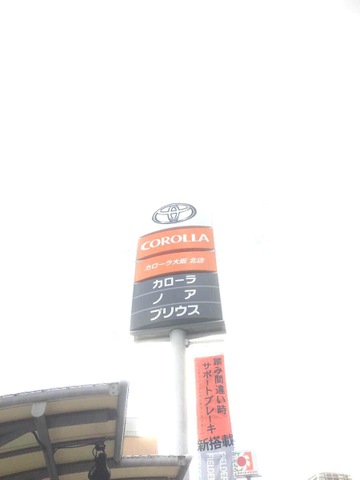 COROLLA
カローラ大阪 北店
カローラ
ノア
プリウス
踏み間違い時
サポートブレーキ
新搭載